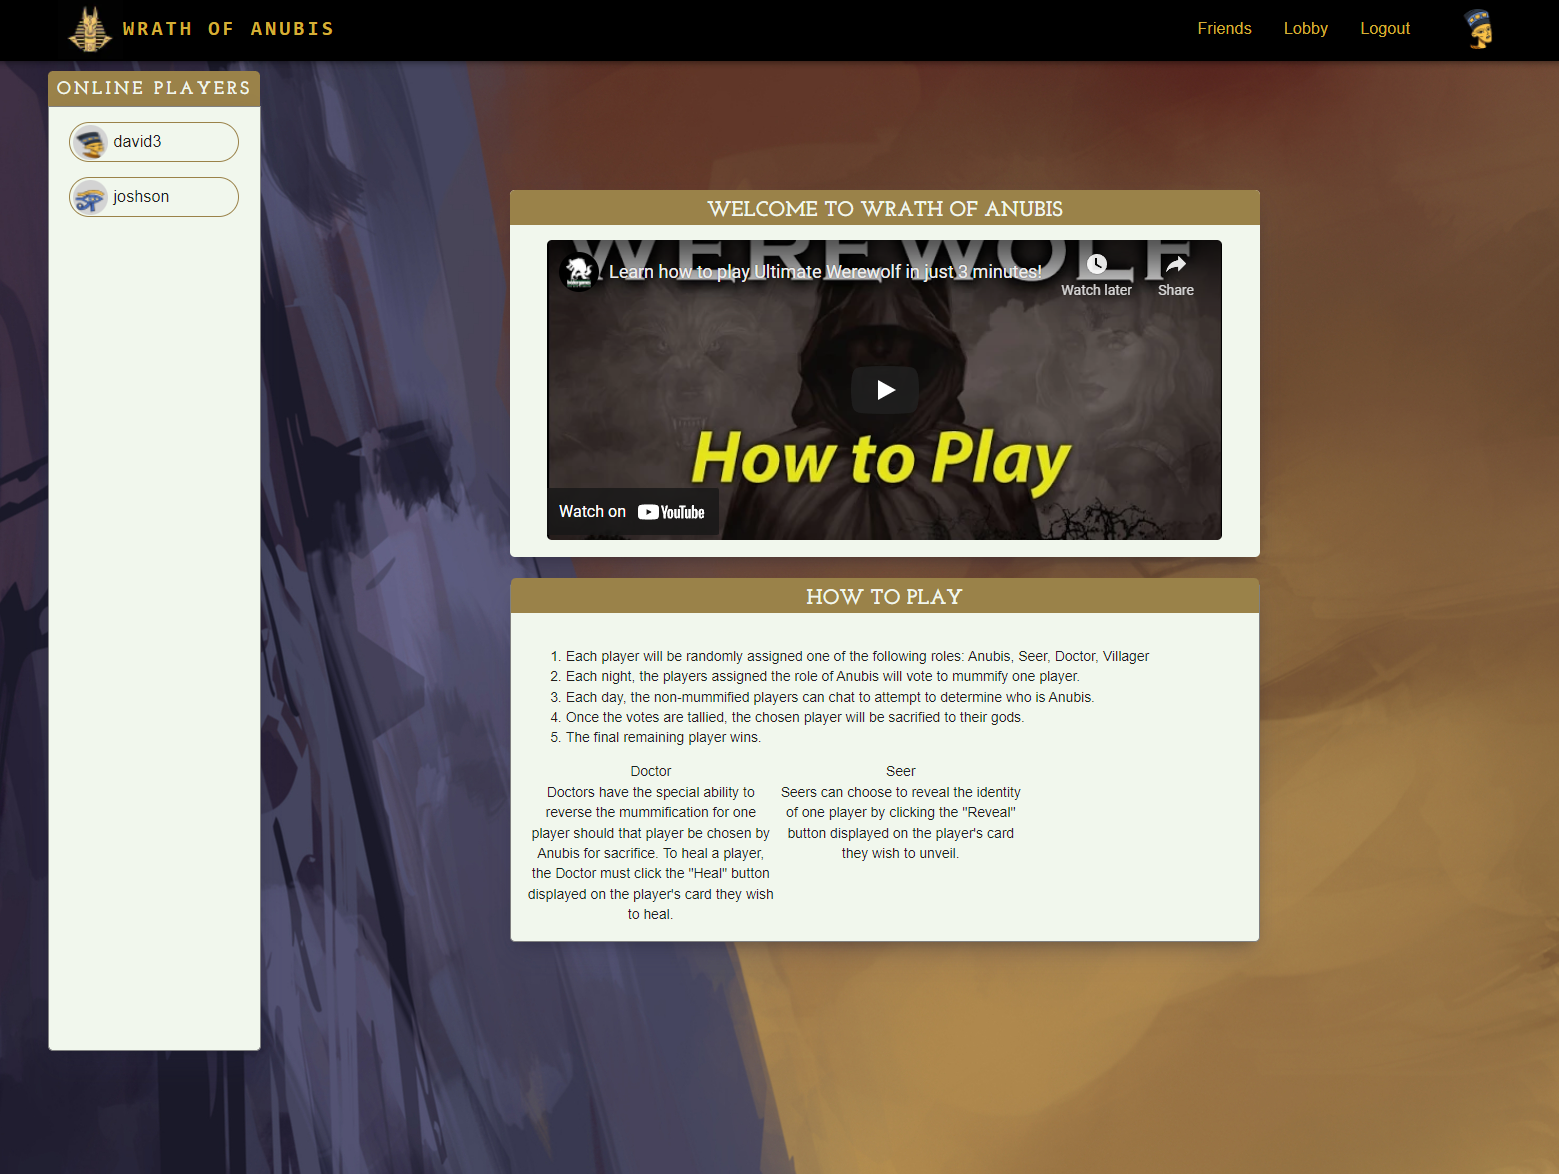 WRATH OF ANUBIS
Friends
Lobby
Logout
ONLINE PLAYERS
david3
joshson
WELCOME TO WRATH OF ANUBIS
WEREWOLF
Learn how to play Ultimate Werewolf in just 3 minutes!
Watch later
Share
How to Play
Watch on YouTube
HOW TO PLAY
1. Each player will be randomly assigned one of the following roles: Anubis, Seer, Doctor, Villager
2. Each night, the players assigned the role of Anubis will vote to mummify one player.
3. Each day, the non-mummified players can chat to attempt to determine who is Anubis.
4. Once the votes are tallied, the chosen player will be sacrified to their gods.
5. The final remaining player wins.
Doctor
Doctors have the special ability to
reverse the mummification for one
player should that player be chosen by
Anubis for sacrifice. To heal a player,
the Doctor must click the "Heal" button
displayed on the player's card they wish
to heal.
Seer
Seers can choose to reveal the identity
of one player by clicking the "Reveal"
button displayed on the player's card
they wish to unveil.